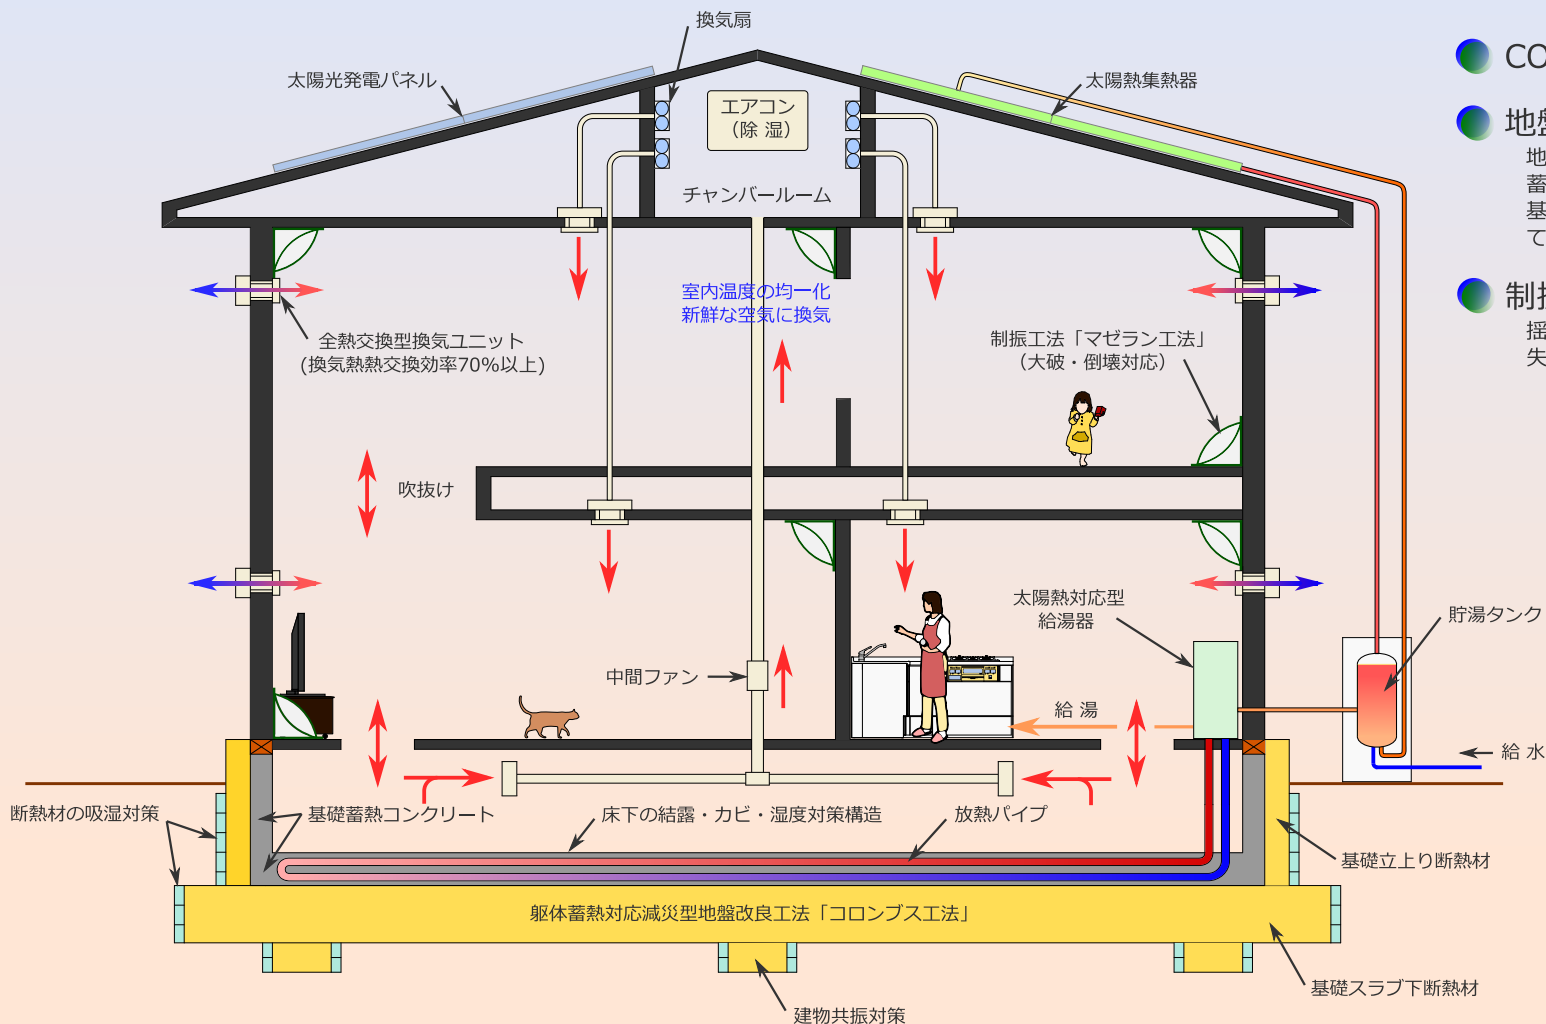 換気扇
太陽光発電パネル
エアコン
（除 湿）
太陽熱集熱器
CO
地盤
地
蓄
基
て
チャンバールーム
室内温度の均一化
新鮮な空気に換気
制振
揺
失
全熱交換型換気ユニット
(換気熱熱交換効率70%以上)
制振工法「マゼラン工法」
（大破・倒壊対応）
吹抜け
太陽熱対応型
給湯器
貯湯タンク
中間ファン
給 湯
給 水
断熱材の吸湿対策
基礎蓄熱コンクリート
床下の結露・カビ・湿度対策構造
放熱パイプ
基礎立上り断熱材
躯体蓄熱対応減災型地盤改良工法「コロンブス工法」
基礎スラブ下断熱材
建物共振対策